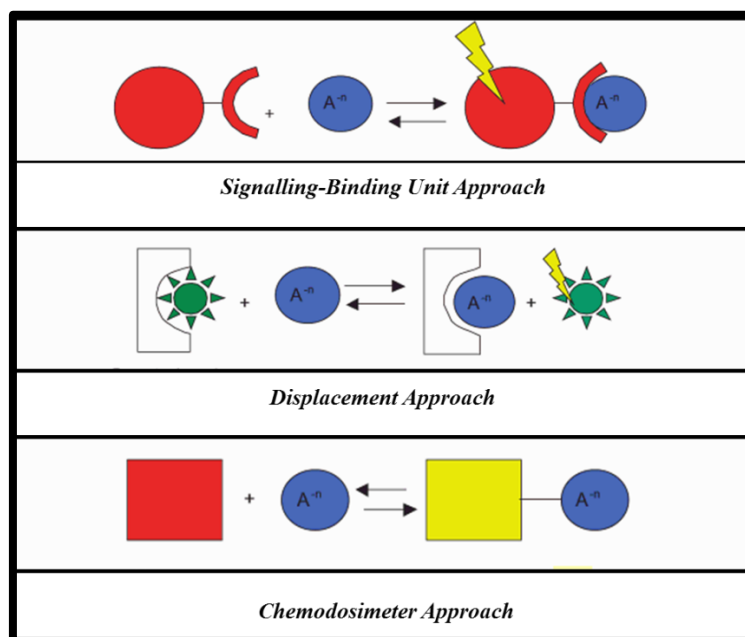 + A⁻ⁿ A⁻ⁿ
Signalling-Binding Unit Approach
+ A⁻ⁿ A⁻ⁿ +
Displacement Approach
+ A⁻ⁿ A⁻ⁿ
Chemodosimeter Approach